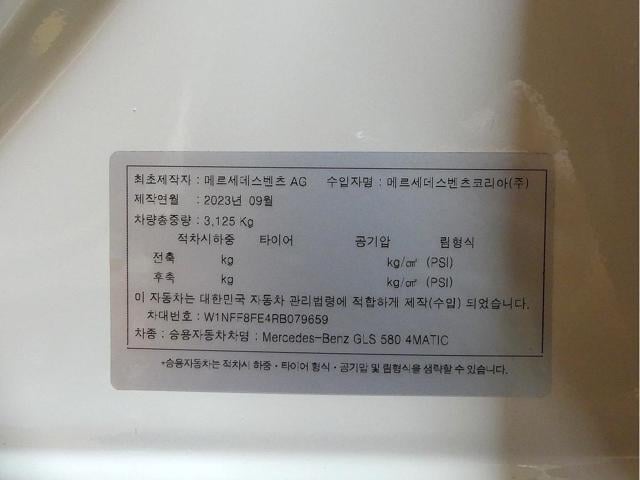 최초제작자 : 메르세데스벤츠 AG 수입자명 : 메르세데스벤츠코리아(주)
제작연월 : 2023년 09월
차량총중량 : 3,125 Kg
적차시하중 타이어 공기압 림형식
전축 kg kg/㎠ (PSI)
후축 kg kg/㎠ (PSI)
이 자동차는 대한민국 자동차 관리법령에 적합하게 제작(수입) 되었습니다.
차대번호 : W1NFF8FE4RB079659
차종 : 승용자동차차명 : Mercedes-Benz GLS 580 4MATIC
*승용자동차는 적차시 하중・타이어 형식・공기압 및 림형식을 생략할 수 있습니다.